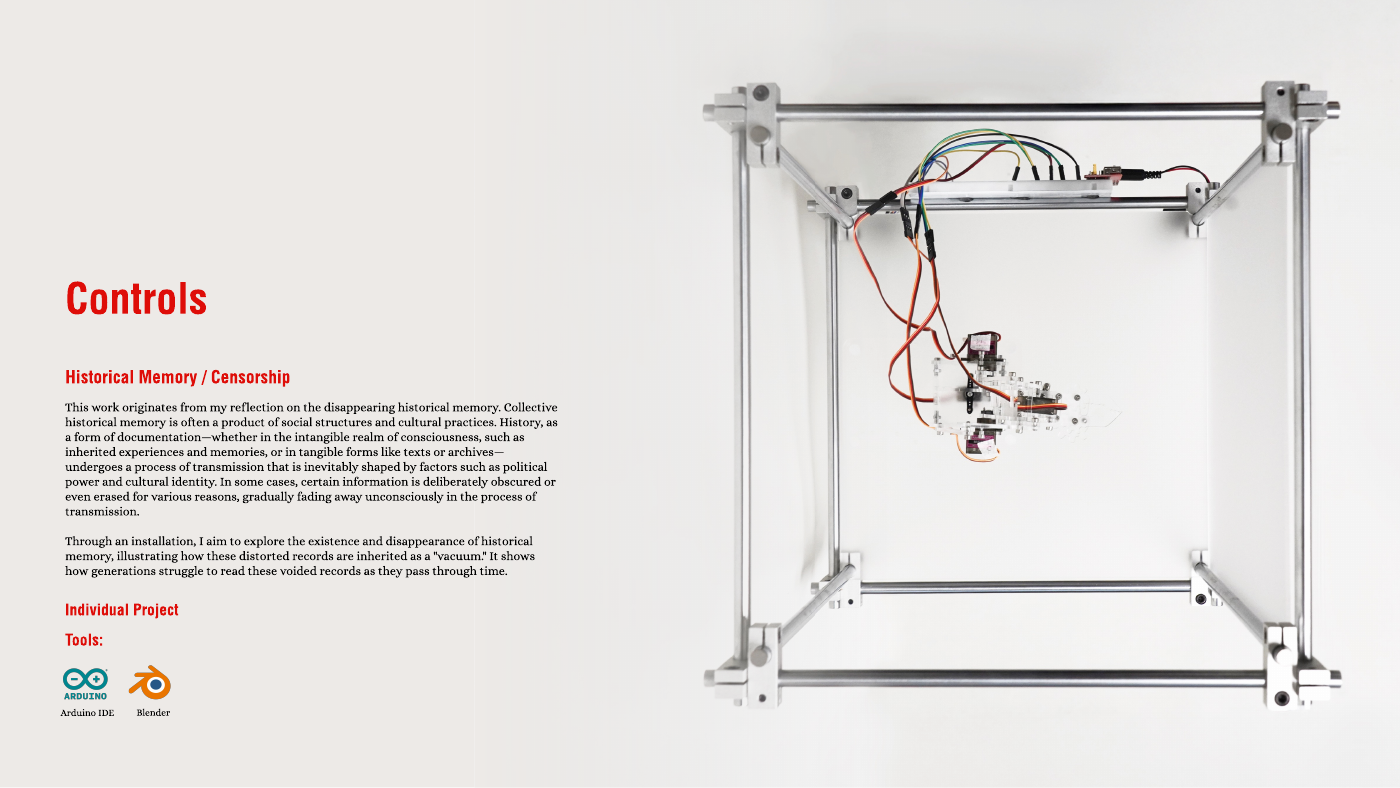 Controls
Historical Memory / Censorship
This work originates from my reflection on the disappearing historical memory. Collective
historical memory is often a product of social structures and cultural practices. History, as
a form of documentation—whether in the intangible realm of consciousness, such as
inherited experiences and memories, or in tangible forms like texts or archives—
undergoes a process of transmission that is inevitably shaped by factors such as political
power and cultural identity. In some cases, certain information is deliberately obscured or
even erased for various reasons, gradually fading away unconsciously in the process of
transmission.
Through an installation, I aim to explore the existence and disappearance of historical
memory, illustrating how these distorted records are inherited as a "vacuum." It shows
how generations struggle to read these voided records as they pass through time.
Individual Project
Tools:
ARDUINO
Arduino IDE
Blender